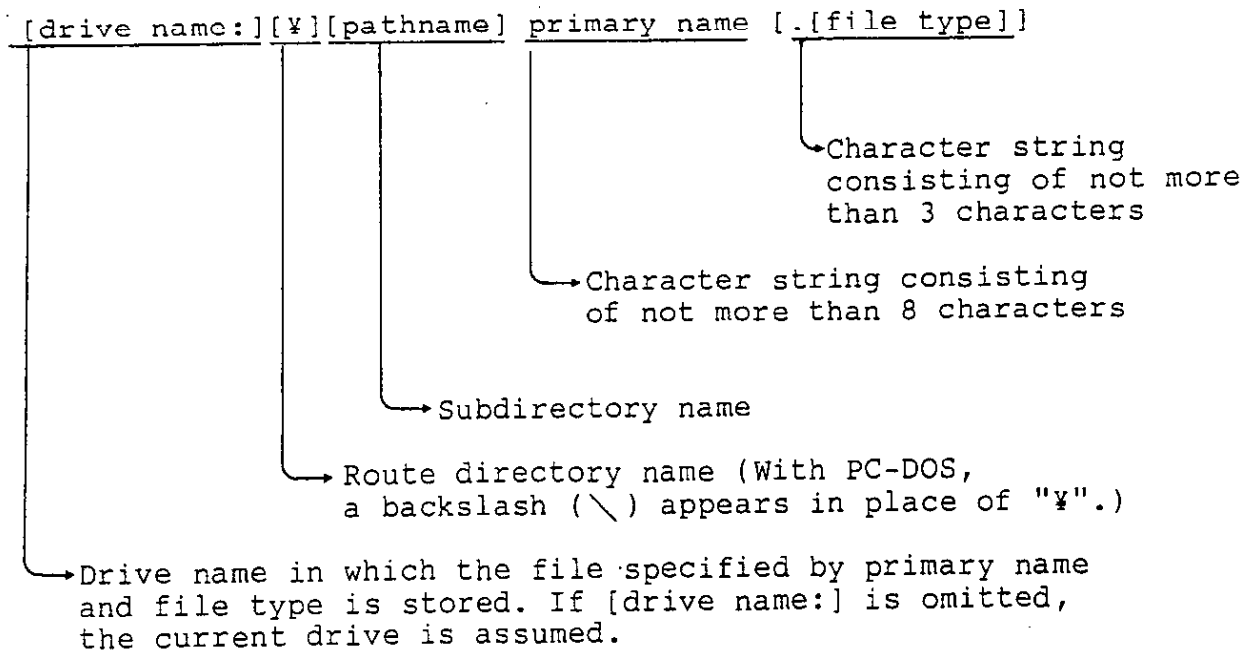 [drive name:][¥][pathname] primary name [.[file type]]
Character string
consisting of not more
than 3 characters
Character string consisting
of not more than 8 characters
Subdirectory name
Route directory name (With PC-DOS,
a backslash (\) appears in place of "¥".)
Drive name in which the file specified by primary name
and file type is stored. If [drive name:] is omitted,
the current drive is assumed.